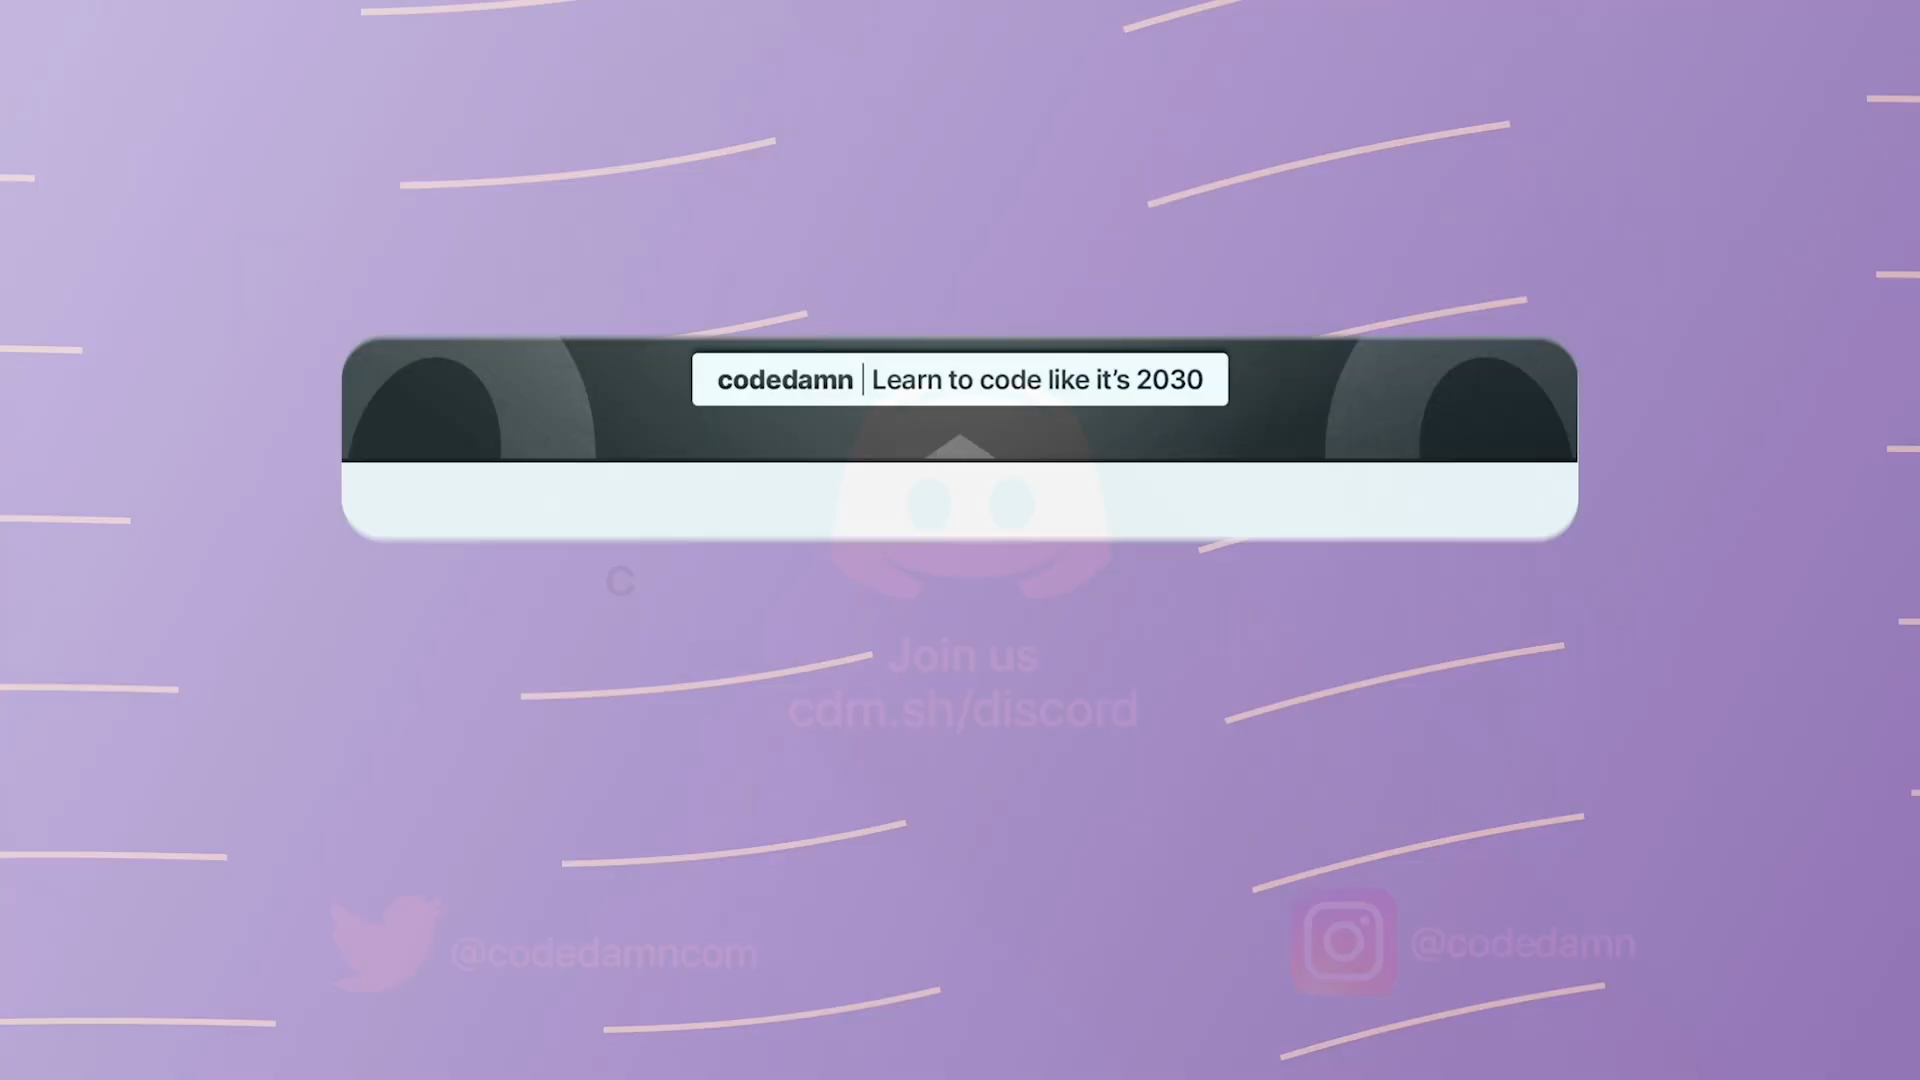 codedamn | Learn to code like it’s 2030
c
Join us
cdm.sh/discord
@codedamncom
@codedamn